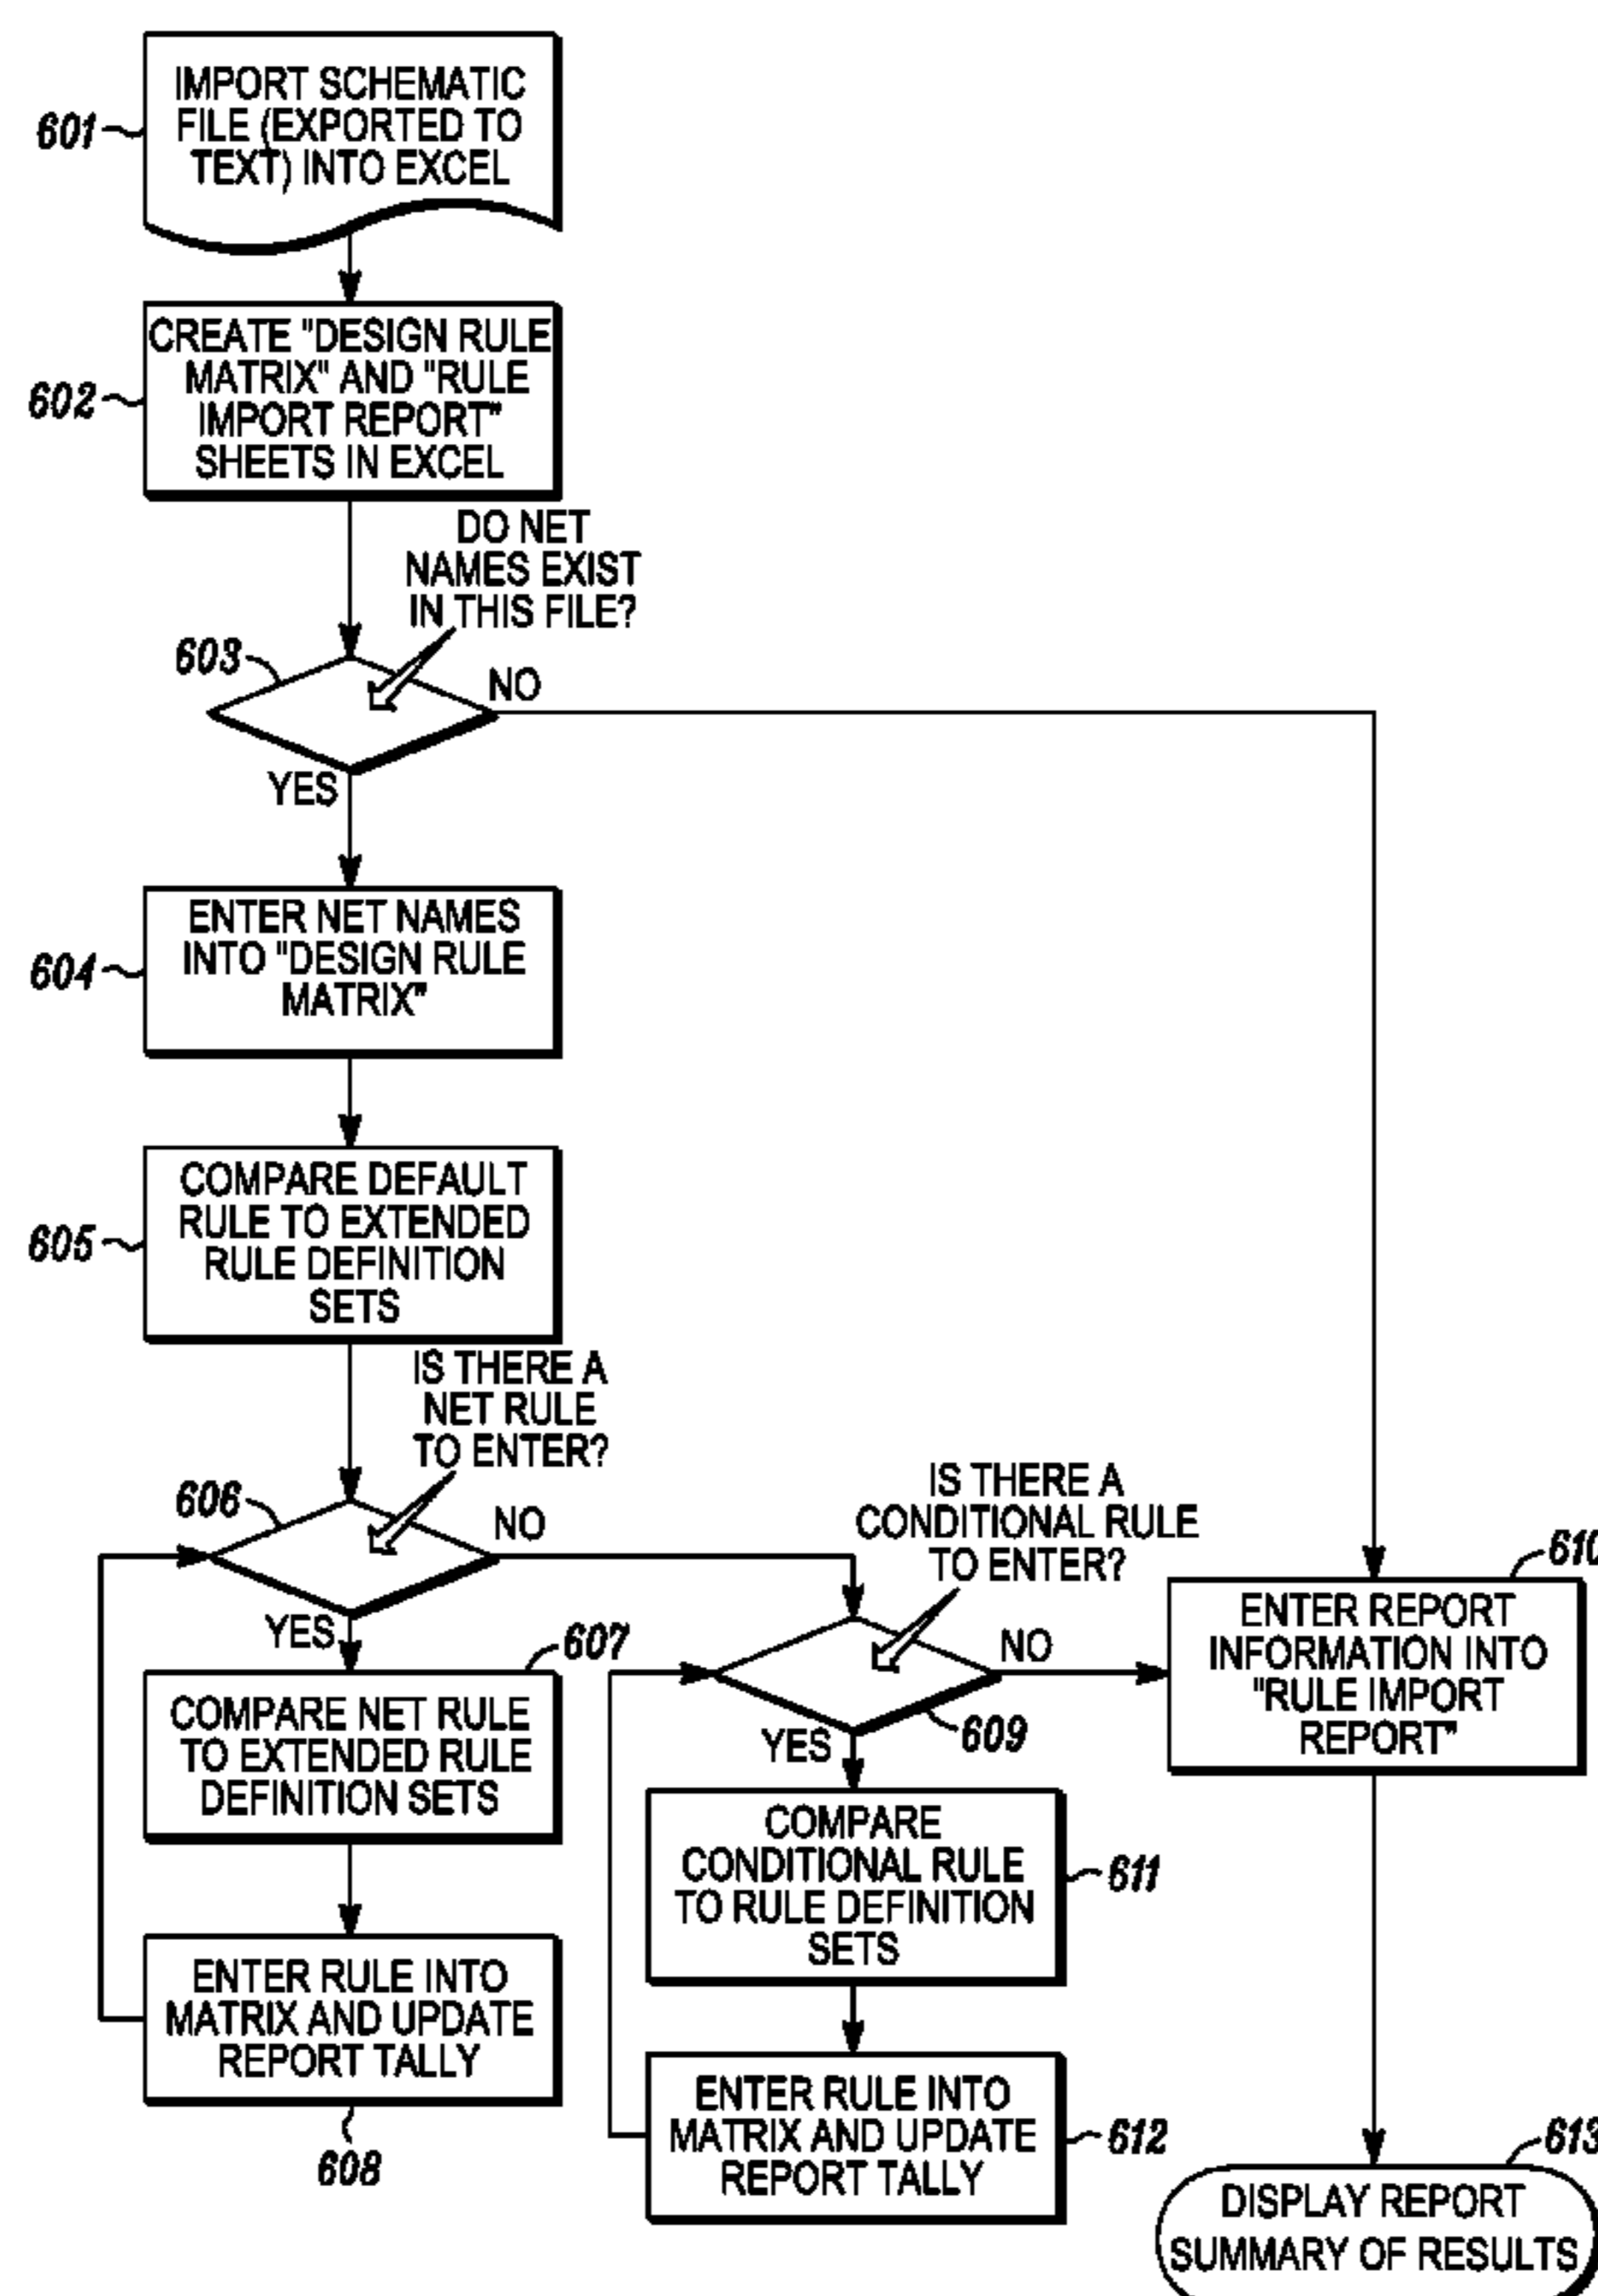 601
IMPORT SCHEMATIC
FILE (EXPORTED TO
TEXT) INTO EXCEL
602
CREATE "DESIGN RULE
MATRIX" AND "RULE
IMPORT REPORT"
SHEETS IN EXCEL
DO NET
NAMES EXIST
IN THIS FILE?
603
NO
YES
604
ENTER NET NAMES
INTO "DESIGN RULE
MATRIX"
605
COMPARE DEFAULT
RULE TO EXTENDED
RULE DEFINITION
SETS
IS THERE A
NET RULE
TO ENTER?
606
NO
YES
607
COMPARE NET RULE
TO EXTENDED RULE
DEFINITION SETS
ENTER RULE INTO
MATRIX AND UPDATE
REPORT TALLY
608
IS THERE A
CONDITIONAL RULE
TO ENTER?
NO
YES
609
COMPARE
CONDITIONAL RULE
TO RULE DEFINITION
SETS
611
ENTER RULE INTO
MATRIX AND UPDATE
REPORT TALLY
612
610
ENTER REPORT
INFORMATION INTO
"RULE IMPORT
REPORT"
613
DISPLAY REPORT
SUMMARY OF RESULTS